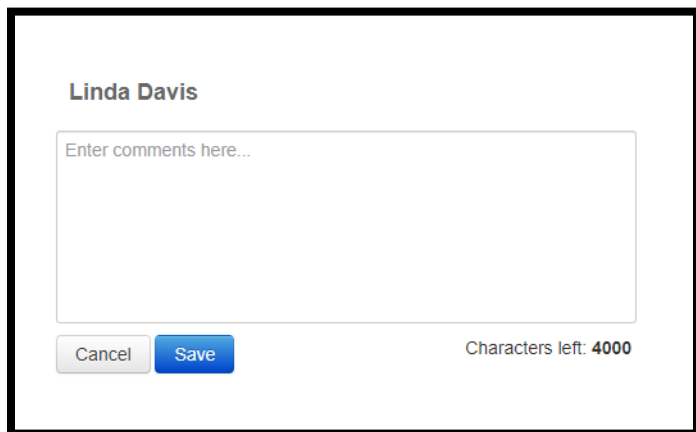 Linda Davis
Enter comments here...
Cancel Save Characters left: 4000